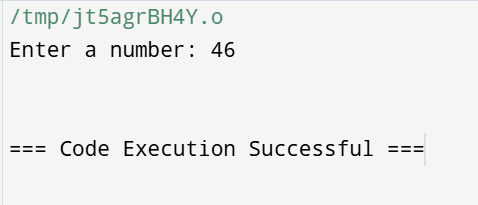 /tmp/jt5agrBH4Y.o
Enter a number: 46
=== Code Execution Successful ===